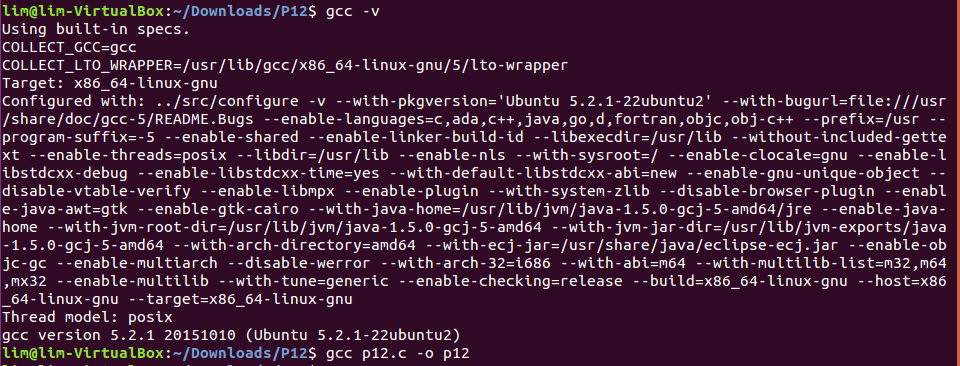 lim@lim-VirtualBox:~/Downloads/P12$ gcc -v
Using built-in specs.
COLLECT_GCC=gcc
COLLECT_LTO_WRAPPER=/usr/lib/gcc/x86_64-linux-gnu/5/lto-wrapper
Target: x86_64-linux-gnu
Configured with: ../src/configure -v --with-pkgversion='Ubuntu 5.2.1-22ubuntu2' --with-bugurl=file:///usr
/share/doc/gcc-5/README.Bugs --enable-languages=c,ada,c++,java,go,d,fortran,objc,obj-c++ --prefix=/usr --
program-suffix=-5 --enable-shared --enable-linker-build-id --libexecdir=/usr/lib --without-included-gette
xt --enable-threads=posix --libdir=/usr/lib --enable-nls --with-sysroot=/ --enable-clocale=gnu --enable-l
ibstdcxx-debug --enable-libstdcxx-time=yes --with-default-libstdcxx-abi=new --enable-gnu-unique-object --
disable-vtable-verify --enable-libmpx --enable-plugin --with-system-zlib --disable-browser-plugin --enabl
e-java-awt=gtk --enable-gtk-cairo --with-java-home=/usr/lib/jvm/java-1.5.0-gcj-5-amd64/jre --enable-java-
home --with-jvm-root-dir=/usr/lib/jvm/java-1.5.0-gcj-5-amd64 --with-jvm-jar-dir=/usr/lib/jvm-exports/java
-1.5.0-gcj-5-amd64 --with-arch-directory=amd64 --with-ecj-jar=/usr/share/java/eclipse-ecj.jar --enable-ob
jc-gc --enable-multiarch --disable-werror --with-arch-32=i686 --with-abi=m64 --with-multilib-list=m32,m64
,mx32 --enable-multilib --with-tune=generic --enable-checking=release --build=x86_64-linux-gnu --host=x86
_64-linux-gnu --target=x86_64-linux-gnu
Thread model: posix
gcc version 5.2.1 20151010 (Ubuntu 5.2.1-22ubuntu2)
lim@lim-VirtualBox:~/Downloads/P12$ gcc p12.c -o p12